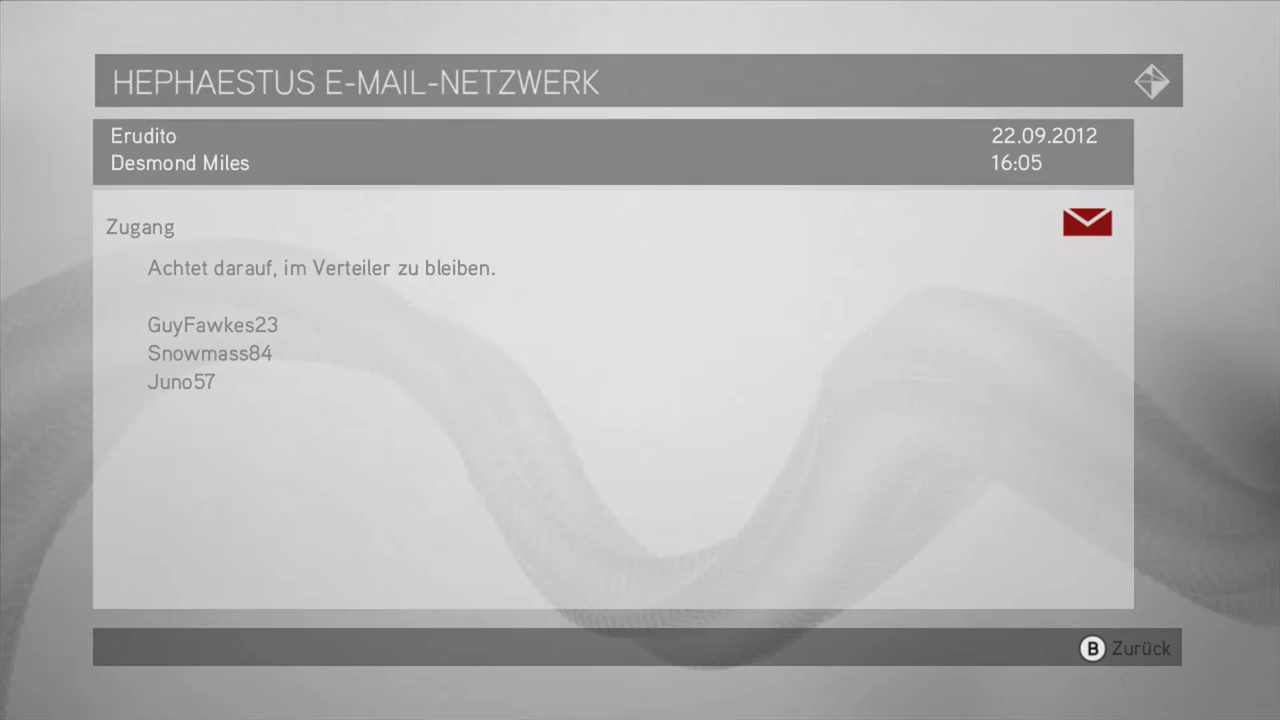 HEPHAESTUS E-MAIL-NETZWERK
Erudito
22.09.2012
Desmond Miles
16:05
Zugang
Achtet darauf, im Verteiler zu bleiben.
GuyFawkes23
Snowmass84
Juno57
B Zurück